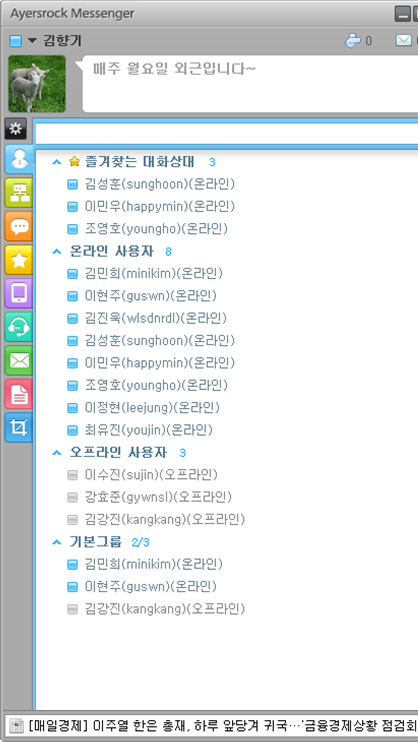 Ayersrock Messenger
김향기
0
매주 월요일 외근입니다~
즐겨찾는 대화상대 3
김성훈(sunghoon)(온라인)
이민우(happymin)(온라인)
조영호(youngho)(온라인)
온라인 사용자 8
김민희(minikim)(온라인)
이현주(guswn)(온라인)
김진욱(wlsdnrdl)(온라인)
김성훈(sunghoon)(온라인)
이민우(happymin)(온라인)
조영호(youngho)(온라인)
이정현(leejung)(온라인)
최유진(youjin)(온라인)
오프라인 사용자 3
이수진(sujin)(오프라인)
강효준(gywnsl)(오프라인)
김강진(kangkang)(오프라인)
기본그룹 2/3
김민희(minikim)(온라인)
이현주(guswn)(온라인)
김강진(kangkang)(오프라인)
[매일경제] 이주열 한은 총재, 하루 앞당겨 귀국…'금융경제상황 점검회